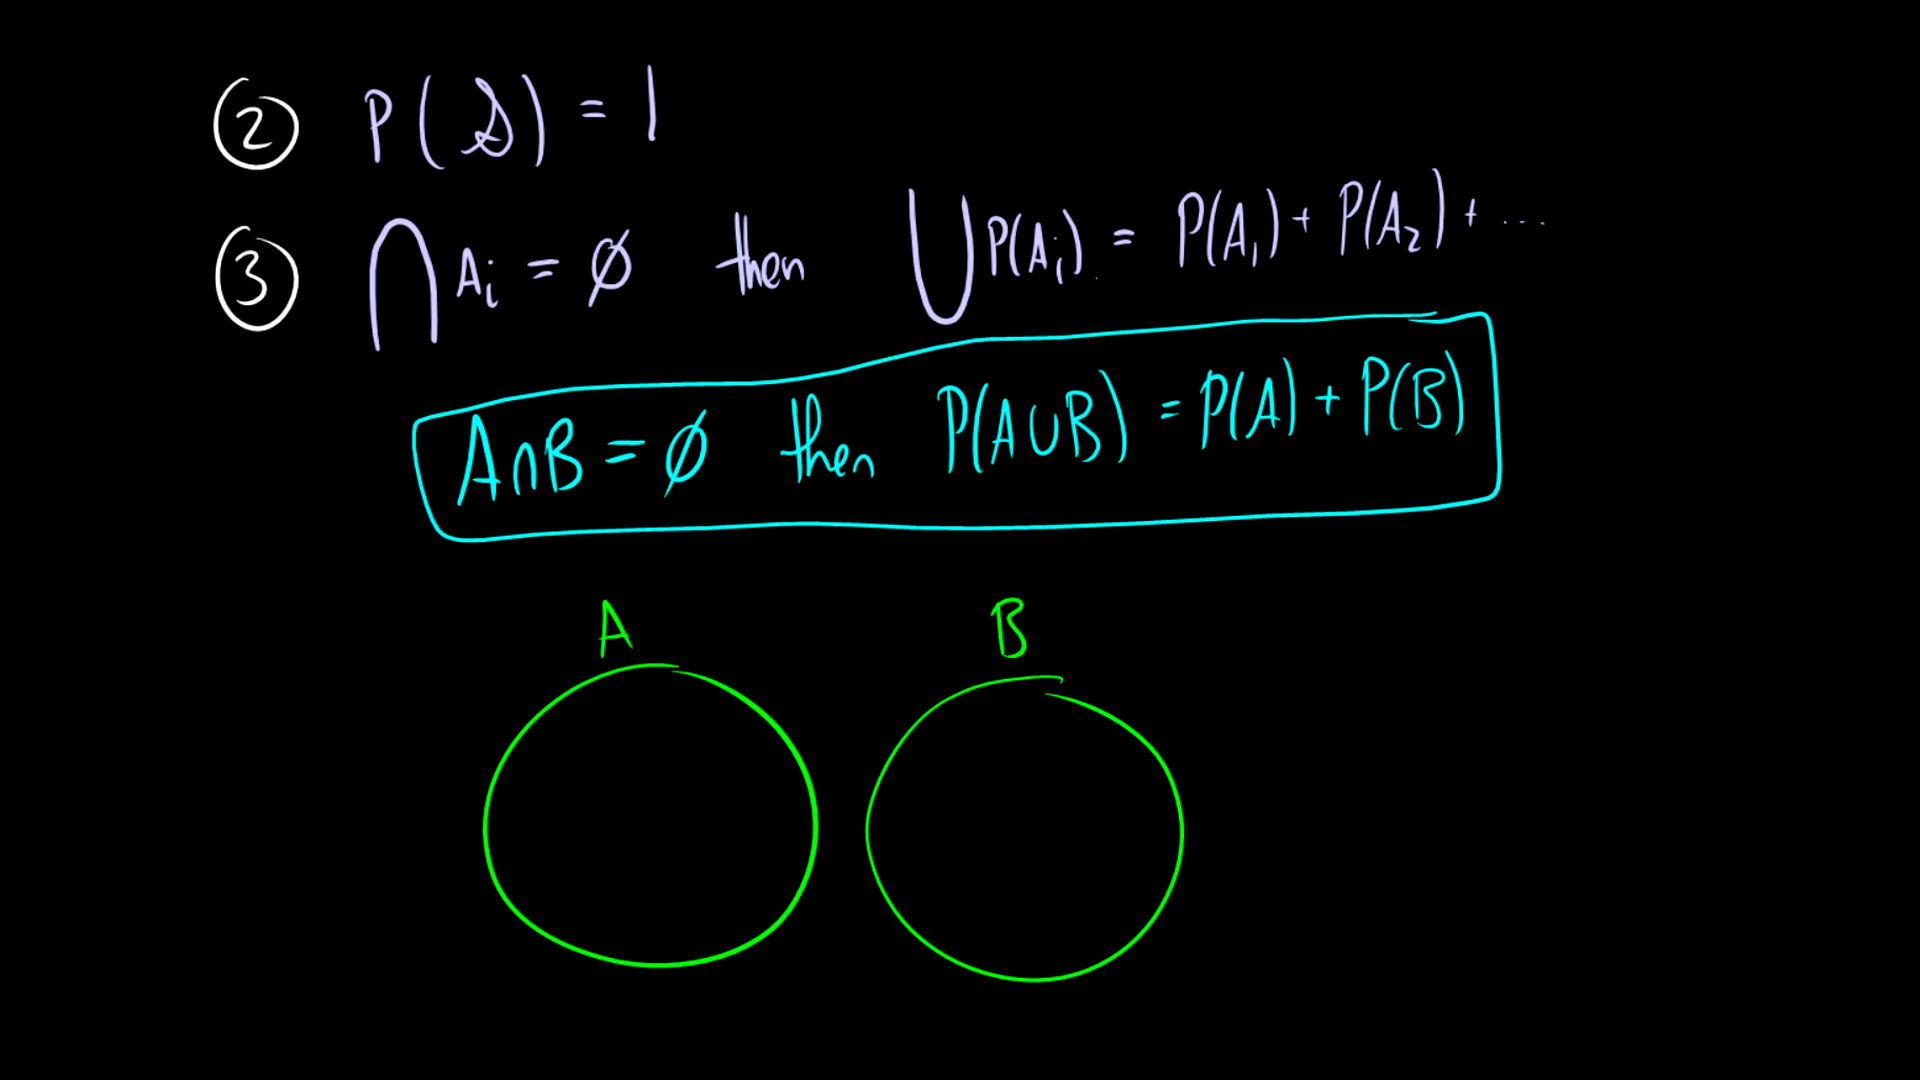 ② P(S) = 1
③ ⋂ Aᵢ = ∅ then ⋃ P(Aᵢ) = P(A₁) + P(A₂) + ...
A∩B = ∅ then P(A∪B) = P(A) + P(B)
A B